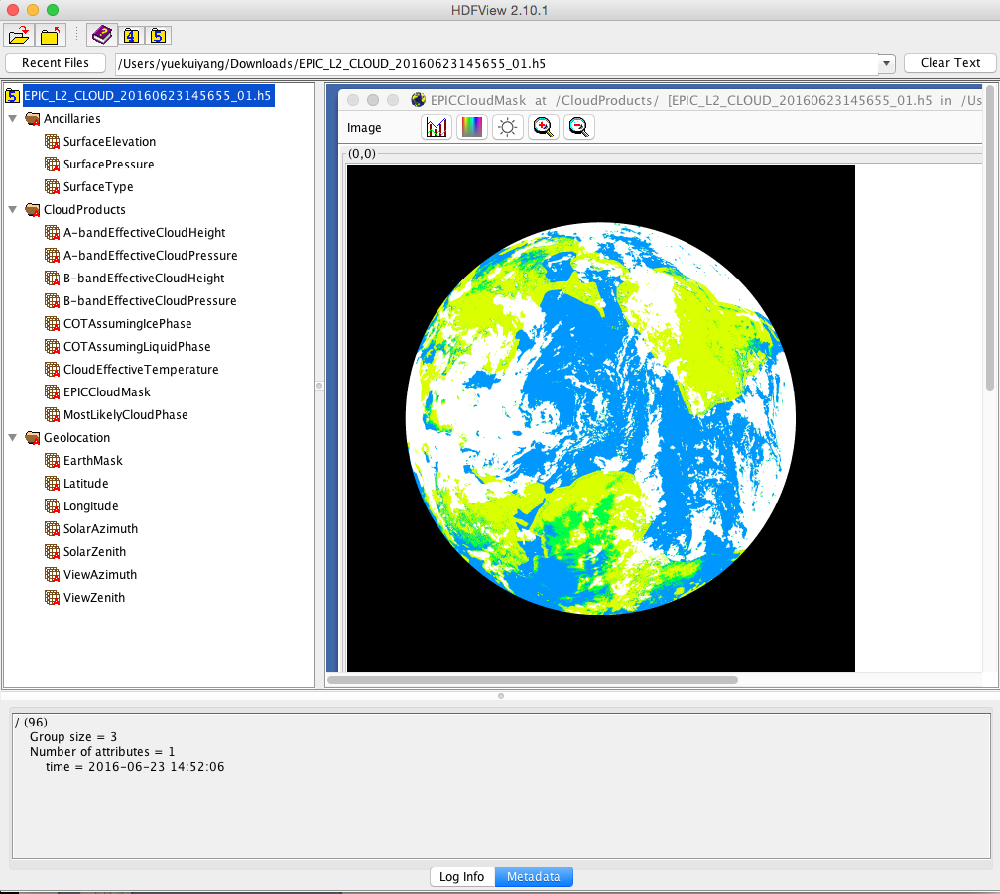 HDFView 2.10.1
4 5
Recent Files /Users/yuekuiyang/Downloads/EPIC_L2_CLOUD_20160623145655_01.h5 Clear Text
5 EPIC_L2_CLOUD_20160623145655_01.h5
Ancillaries
SurfaceElevation
SurfacePressure
SurfaceType
CloudProducts
A-bandEffectiveCloudHeight
A-bandEffectiveCloudPressure
B-bandEffectiveCloudHeight
B-bandEffectiveCloudPressure
COTAssumingIcePhase
COTAssumingLiquidPhase
CloudEffectiveTemperature
EPICCloudMask
MostLikelyCloudPhase
Geolocation
EarthMask
Latitude
Longitude
SolarAzimuth
SolarZenith
ViewAzimuth
ViewZenith
EPICCloudMask at /CloudProducts/ [EPIC_L2_CLOUD_20160623145655_01.h5 in /Us
Image
(0,0)
/ (96)
Group size = 3
Number of attributes = 1
time = 2016-06-23 14:52:06
Log Info Metadata